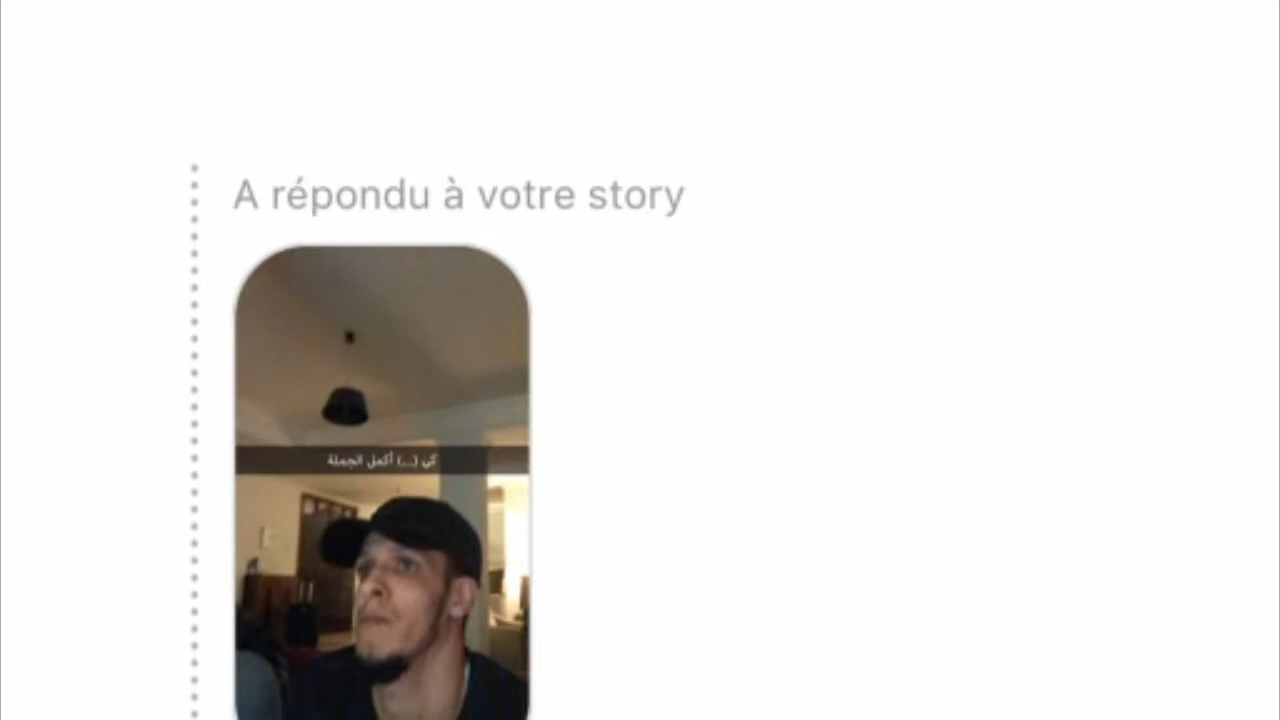 A répondu à votre story
كي (...) أكمل الجملة